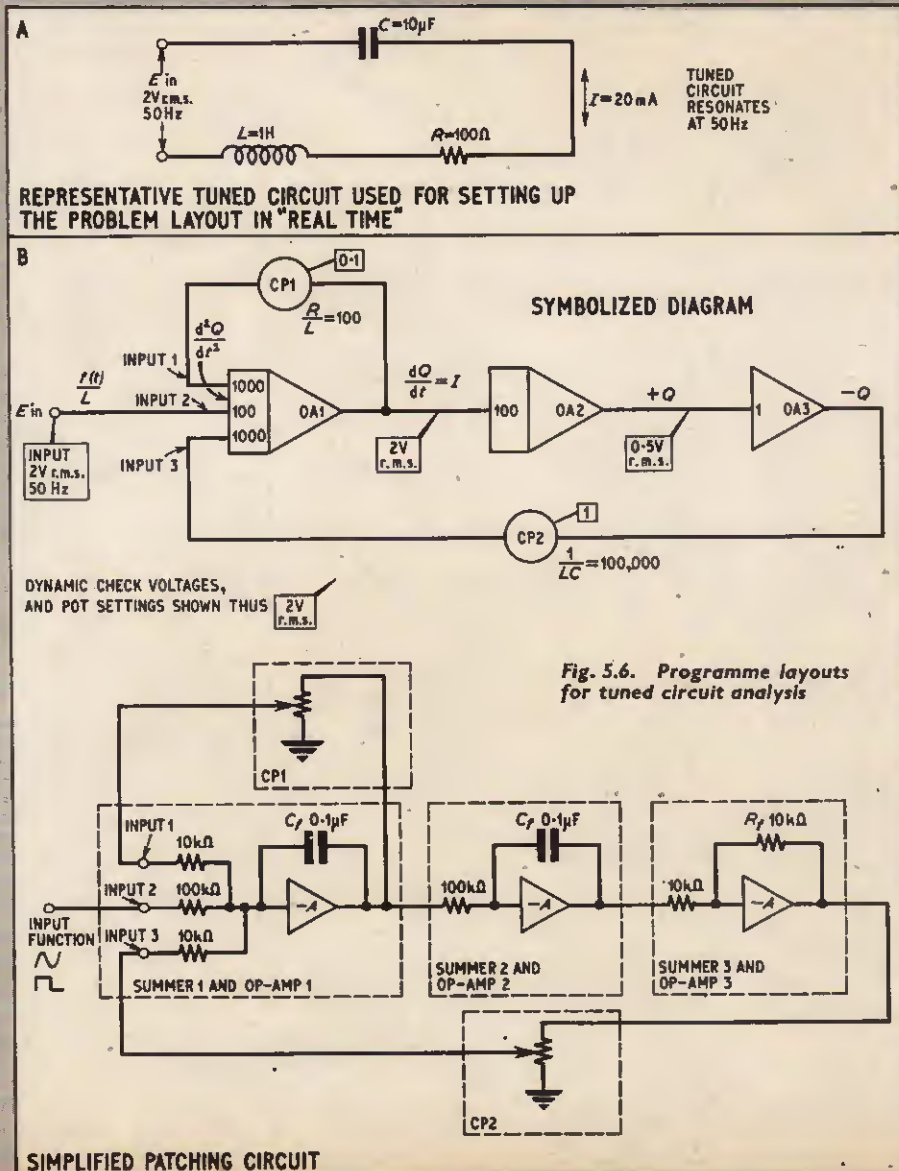 A
C=10μF
E in
2V r.m.s.
50Hz
I=20mA
TUNED
CIRCUIT
RESONATES
AT 50Hz
L=1H
R=100Ω
REPRESENTATIVE TUNED CIRCUIT USED FOR SETTING UP
THE PROBLEM LAYOUT IN "REAL TIME"
B
SYMBOLIZED DIAGRAM
CP1
0·1
R/L =100
d²Q/dt²
INPUT 1
f(t)/L
E in
INPUT 2
INPUT 3
INPUT
2V r.m.s.
50 Hz
1000
100
1000
OA1
dQ/dt =I
2V
r.m.s.
100
OA2
+Q
0·5V
r.m.s.
1
OA3
-Q
CP2
1
1/LC =100,000
DYNAMIC CHECK VOLTAGES,
AND POT SETTINGS SHOWN THUS
2V
r.m.s.
Fig. 5.6. Programme layouts
for tuned circuit analysis
CP1
INPUT 1
10kΩ
INPUT 2
100kΩ
INPUT 3
10kΩ
INPUT
FUNCTION
Cf 0·1μF
-A
SUMMER 1 AND OP-AMP 1
100kΩ
Cf 0·1μF
-A
SUMMER 2 AND
OP-AMP 2
10kΩ
Rf 10kΩ
-A
SUMMER 3 AND
OP-AMP 3
CP2
SIMPLIFIED PATCHING CIRCUIT